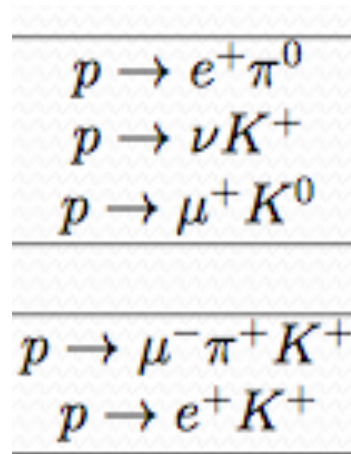 p → e⁺π⁰
p → νK⁺
p → μ⁺K⁰
p → μ⁻π⁺K⁺
p → e⁺K⁺